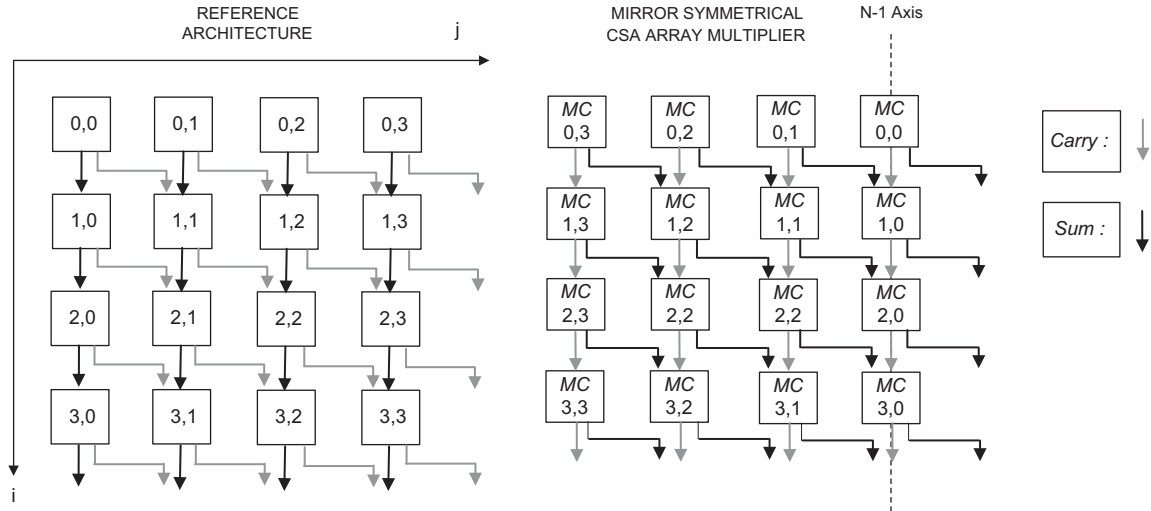 REFERENCE
ARCHITECTURE
j
0,0 0,1 0,2 0,3
1,0 1,1 1,2 1,3
2,0 2,1 2,2 2,3
3,0 3,1 3,2 3,3
i
MIRROR SYMMETRICAL
CSA ARRAY MULTIPLIER
N-1 Axis
MC MC MC MC
0,3 0,2 0,1 0,0
MC MC MC MC
1,3 1,2 1,1 1,0
MC MC MC MC
2,3 2,2 2,2 2,0
MC MC MC MC
3,3 3,2 3,1 3,0
Carry :
Sum :